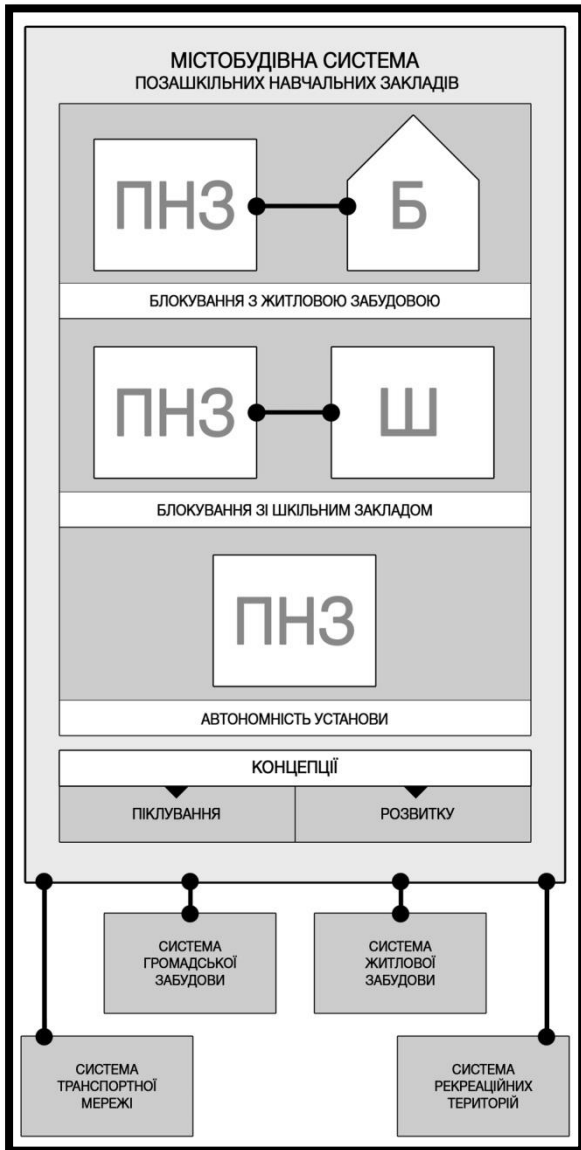 МІСТОБУДІВНА СИСТЕМА
ПОЗАШКІЛЬНИХ НАВЧАЛЬНИХ ЗАКЛАДІВ
ПНЗ Б
БЛОКУВАННЯ З ЖИТЛОВОЮ ЗАБУДОВОЮ
ПНЗ Ш
БЛОКУВАННЯ ЗІ ШКІЛЬНИМ ЗАКЛАДОМ
ПНЗ
АВТОНОМНІСТЬ УСТАНОВИ
КОНЦЕПЦІЇ
ПІКЛУВАННЯ РОЗВИТКУ
СИСТЕМА
ГРОМАДСЬКОЇ
ЗАБУДОВИ
СИСТЕМА
ЖИТЛОВОЇ
ЗАБУДОВИ
СИСТЕМА
ТРАНСПОРТНОЇ
МЕРЕЖІ
СИСТЕМА
РЕКРЕАЦІЙНИХ
ТЕРИТОРІЙ